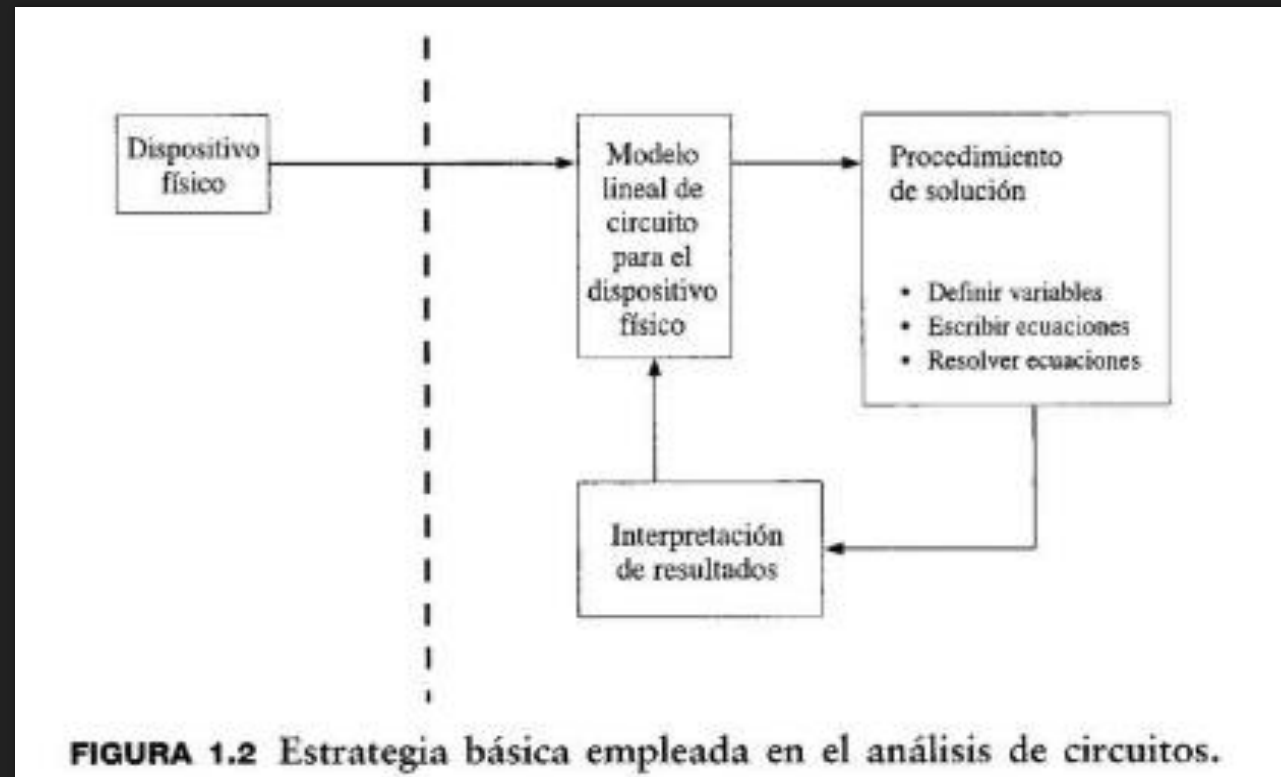 Dispositivo
físico
Modelo
lineal de
circuito
para el
dispositivo
físico
Procedimiento
de solución
• Definir variables
• Escribir ecuaciones
• Resolver ecuaciones
Interpretación
de resultados
FIGURA 1.2 Estrategia básica empleada en el análisis de circuitos.